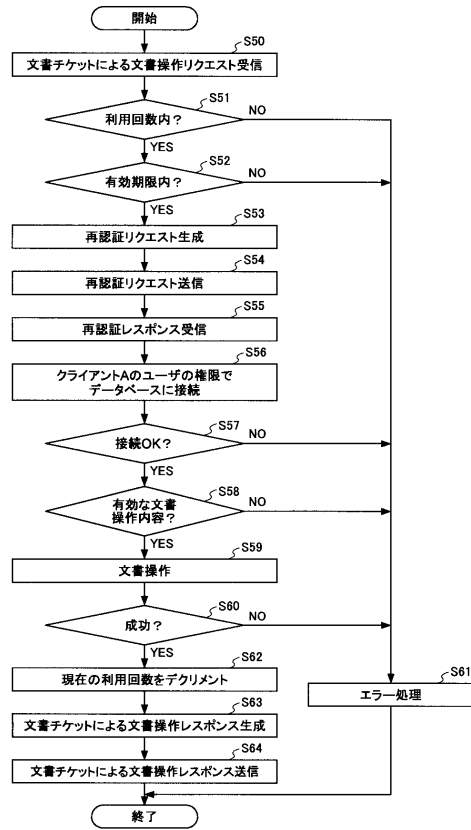 開始
S50
文書チケットによる文書操作リクエスト受信
S51
利用回数内？
NO
YES
S52
有効期限内？
NO
YES
S53
再認証リクエスト生成
S54
再認証リクエスト送信
S55
再認証レスポンス受信
S56
クライアントAのユーザの権限で
データベースに接続
S57
接続OK？
NO
YES
S58
有効な文書
操作内容？
NO
YES
S59
文書操作
S60
成功？
NO
YES
S62
現在の利用回数をデクリメント
S61
エラー処理
S63
文書チケットによる文書操作レスポンス生成
S64
文書チケットによる文書操作レスポンス送信
終了